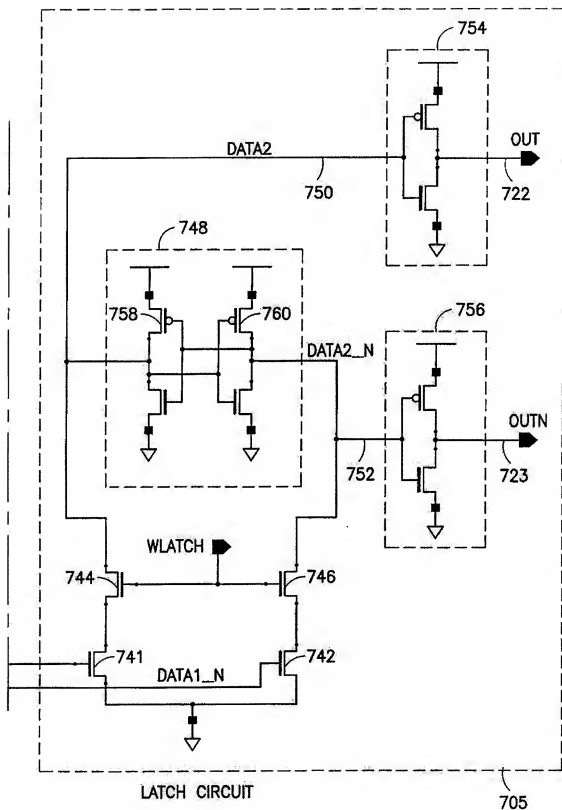 754
DATA2
OUT
750
722
748
758
760
756
DATA2_N
OUTN
752
723
WLATCH
744
746
741
742
DATA1_N
LATCH CIRCUIT
705